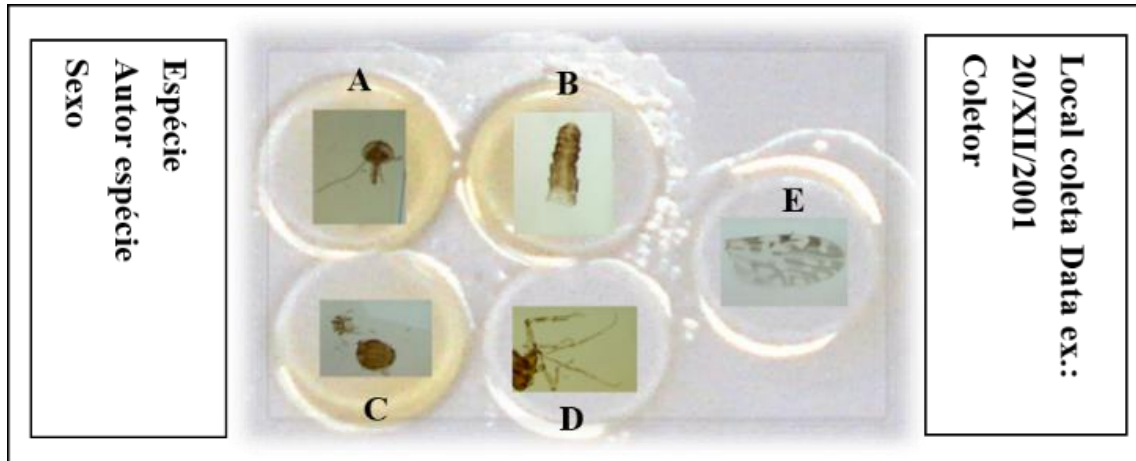 Espécie
Autor espécie
Sexo
A
B
C
D
E
Local coleta Data ex.:
20/XII/2001
Coletor